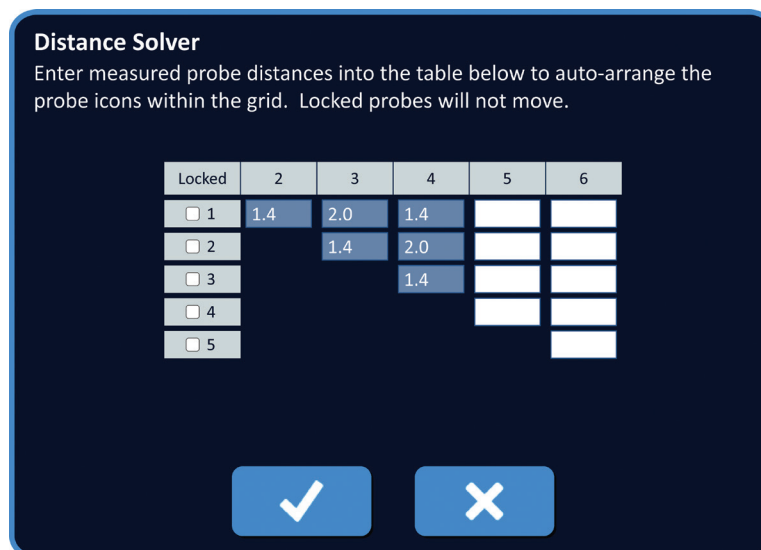 Distance Solver
Enter measured probe distances into the table below to auto-arrange the
probe icons within the grid. Locked probes will not move.
Locked 2 3 4 5 6
1 1.4 2.0 1.4
2 1.4 2.0
3 1.4
4
5